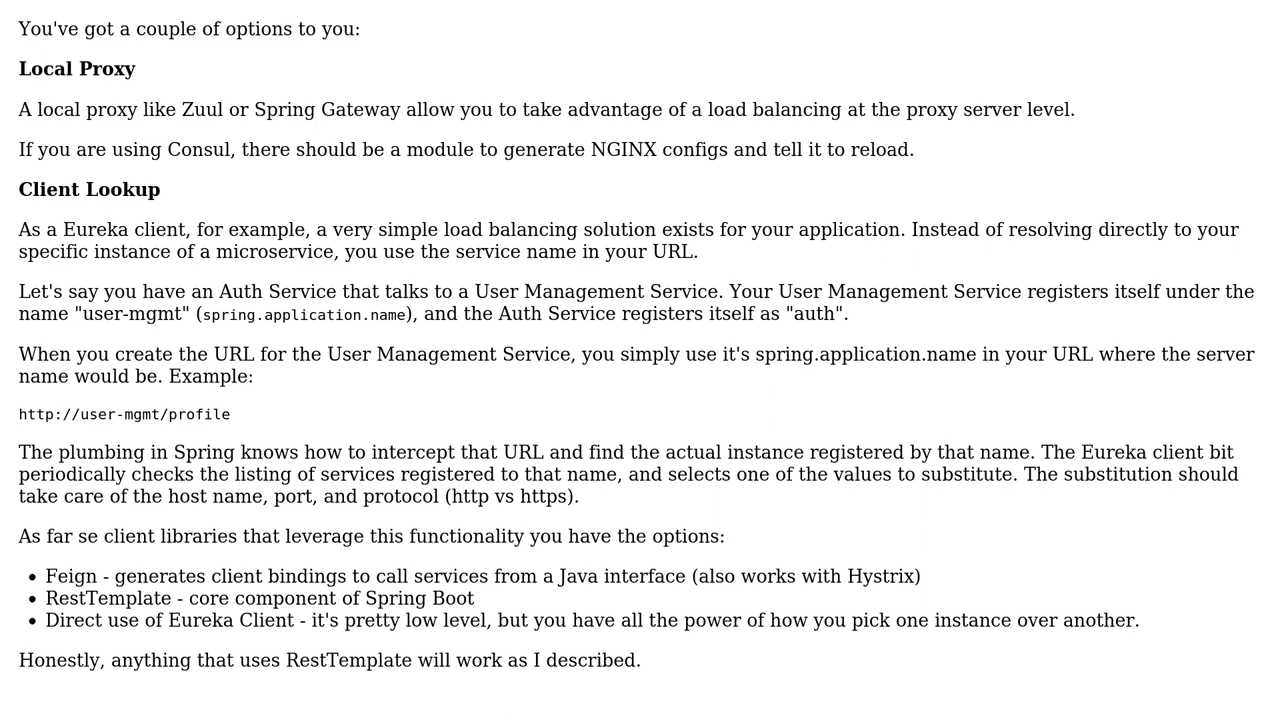 You've got a couple of options to you:
Local Proxy
A local proxy like Zuul or Spring Gateway allow you to take advantage of a load balancing at the proxy server level.
If you are using Consul, there should be a module to generate NGINX configs and tell it to reload.
Client Lookup
As a Eureka client, for example, a very simple load balancing solution exists for your application. Instead of resolving directly to your
specific instance of a microservice, you use the service name in your URL.
Let's say you have an Auth Service that talks to a User Management Service. Your User Management Service registers itself under the
name "user-mgmt" (spring.application.name), and the Auth Service registers itself as "auth".
When you create the URL for the User Management Service, you simply use it's spring.application.name in your URL where the server
name would be. Example:
http://user-mgmt/profile
The plumbing in Spring knows how to intercept that URL and find the actual instance registered by that name. The Eureka client bit
periodically checks the listing of services registered to that name, and selects one of the values to substitute. The substitution should
take care of the host name, port, and protocol (http vs https).
As far se client libraries that leverage this functionality you have the options:
• Feign - generates client bindings to call services from a Java interface (also works with Hystrix)
• RestTemplate - core component of Spring Boot
• Direct use of Eureka Client - it's pretty low level, but you have all the power of how you pick one instance over another.
Honestly, anything that uses RestTemplate will work as I described.